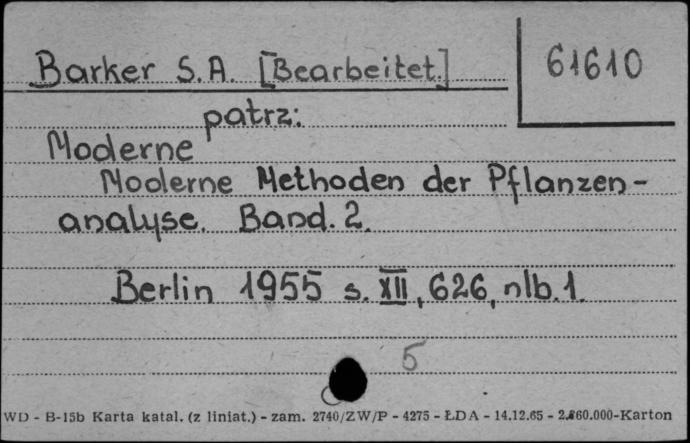 Barker S.A. [Bearbeitet.]
61610
patrz:
Moderne
Moderne Methoden der Pflanzen-
analyse. Band. 2.
Berlin 1955 s. XII, 626, nlb. 1.
5
WD - B-15b Karta katal. (z liniat.) - zam. 2740/ZW/P - 4275 - ŁDA - 14.12.65 - 2.860.000-Karton